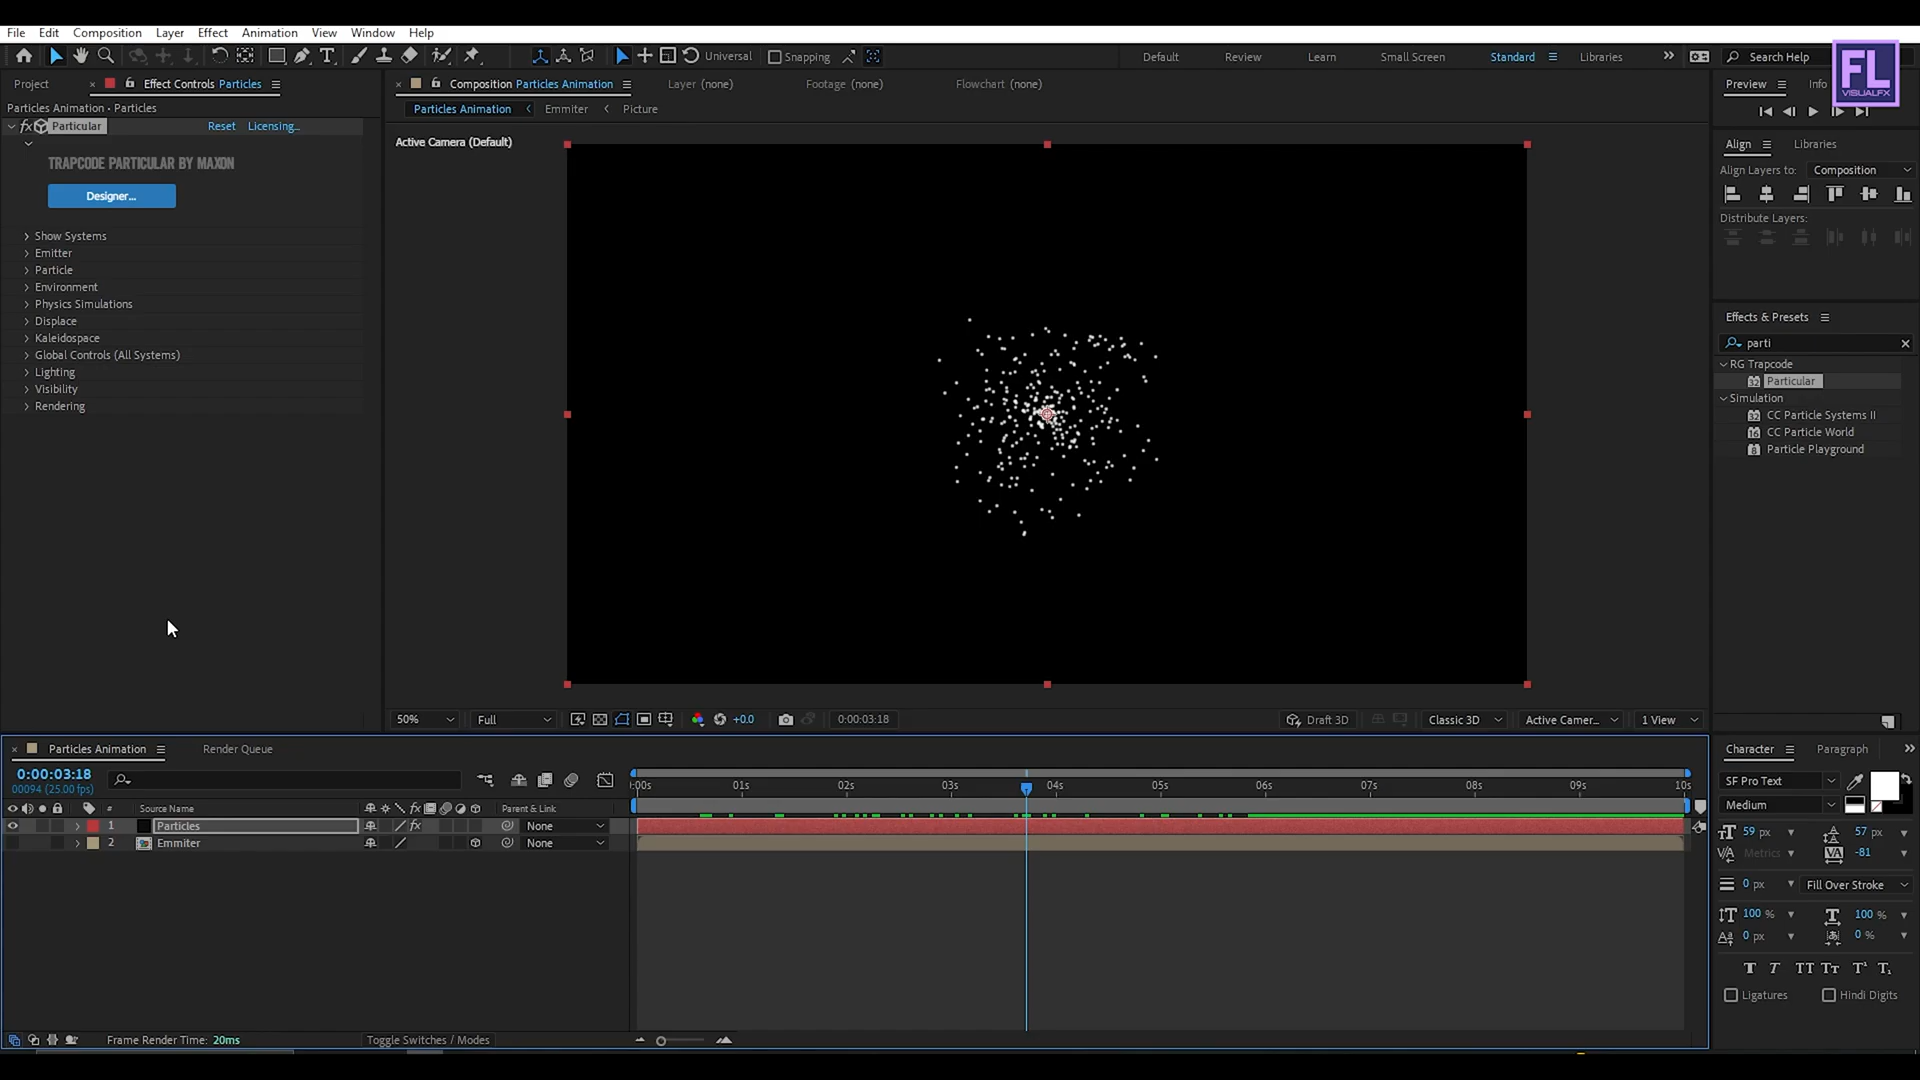 File Edit Composition Layer Effect Animation View Window Help
Universal Snapping Default Review Learn Small Screen Standard Libraries Search Help
FL
VISUALFX
Project Effect Controls Particles
Composition Particles Animation Layer (none) Footage (none) Flowchart (none)
Preview Info
Particles Animation • Particles
Particles Animation Emmiter Picture
fx Particular Reset Licensing...
Active Camera (Default)
TRAPCODE PARTICULAR BY MAXON
Designer...
Show Systems
Emitter
Particle
Environment
Physics Simulations
Displace
Kaleidospace
Global Controls (All Systems)
Lighting
Visibility
Rendering
Align Libraries
Align Layers to: Composition
Distribute Layers:
Effects & Presets
parti
RG Trapcode
Particular
Simulation
CC Particle Systems II
CC Particle World
Particle Playground
50% Full +0.0 0:00:03:18 Draft 3D Classic 3D Active Camer... 1 View
Particles Animation Render Queue
0:00:03:18
00094 (25.00 fps)
:00s 01s 02s 03s 04s 05s 06s 07s 08s 09s 10s
# Source Name fx Parent & Link
1 Particles fx None
2 Emmiter None
Frame Render Time: 20ms Toggle Switches / Modes
Character Paragraph
SF Pro Text
Medium
59 px 57 px
Metrics -81
0 px Fill Over Stroke
100 % 100 %
0 px 0 %
T T TT Tт T¹ T₁
Ligatures Hindi Digits